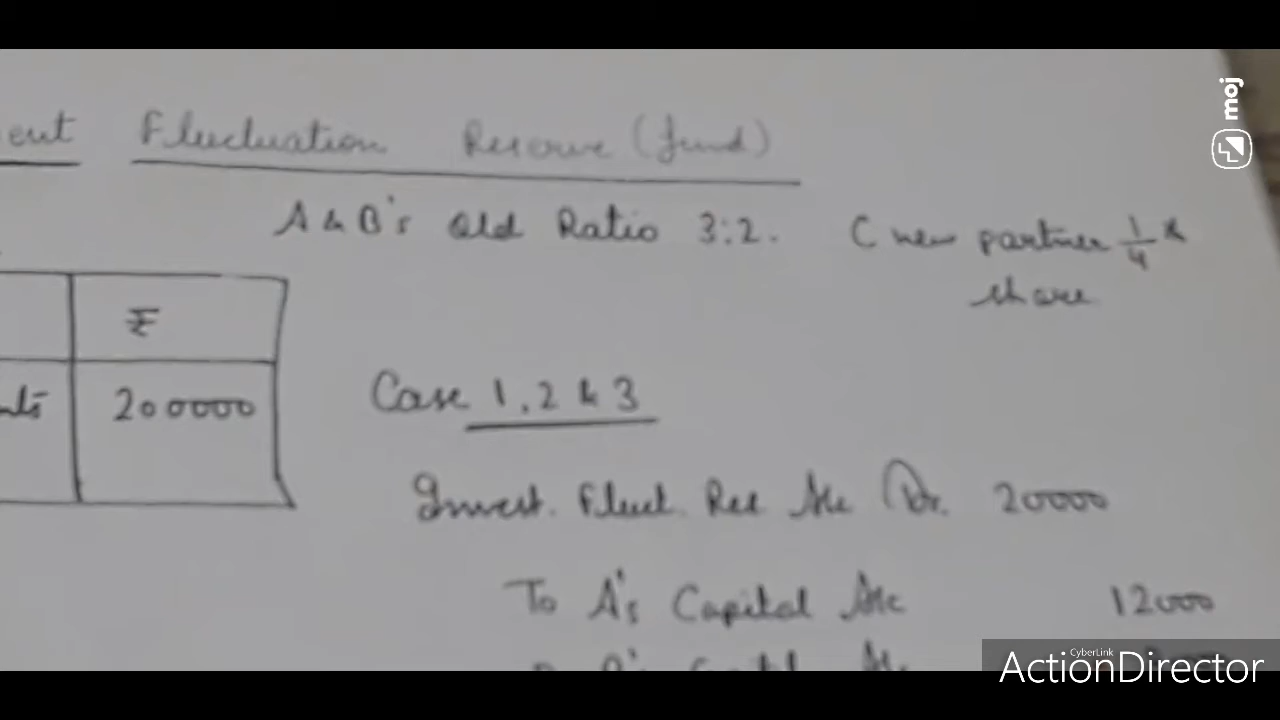 ent Fluctuation Reserve (fund)
A & B's Old Ratio 3:2. C new partner 1/4 th
share
₹
nts 200000
Case 1,2 & 3
Invest. Fluct. Res A/c Dr. 20000
To A's Capital A/c 12000
moj
CyberLink
ActionDirector